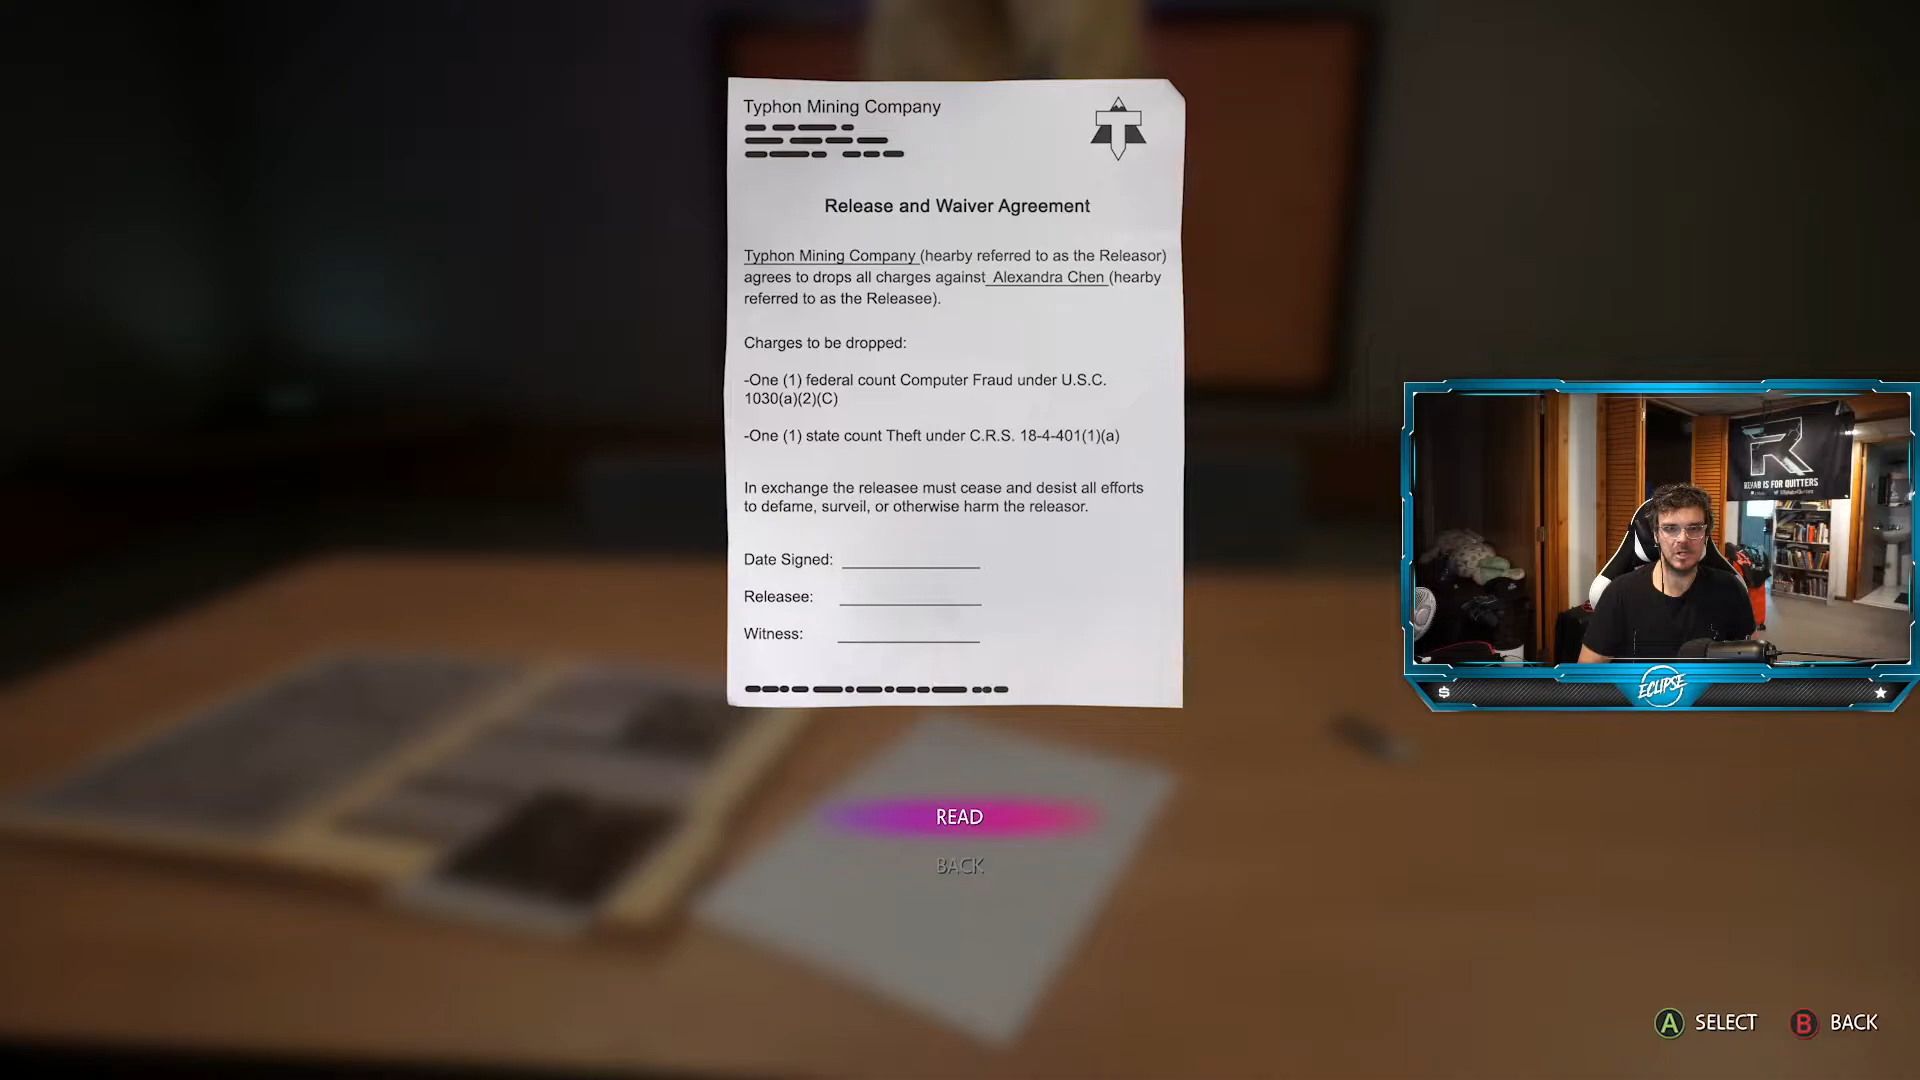 Typhon Mining Company
Release and Waiver Agreement
Typhon Mining Company (hearby referred to as the Releasor)
agrees to drops all charges against Alexandra Chen (hearby
referred to as the Releasee).
Charges to be dropped:
-One (1) federal count Computer Fraud under U.S.C.
1030(a)(2)(C)
-One (1) state count Theft under C.R.S. 18-4-401(1)(a)
In exchange the releasee must cease and desist all efforts
to defame, surveil, or otherwise harm the releasor.
Date Signed:
Releasee:
Witness:
READ
BACK
R
REHAB IS FOR QUITTERS
$
ECLIPSE
A SELECT B BACK